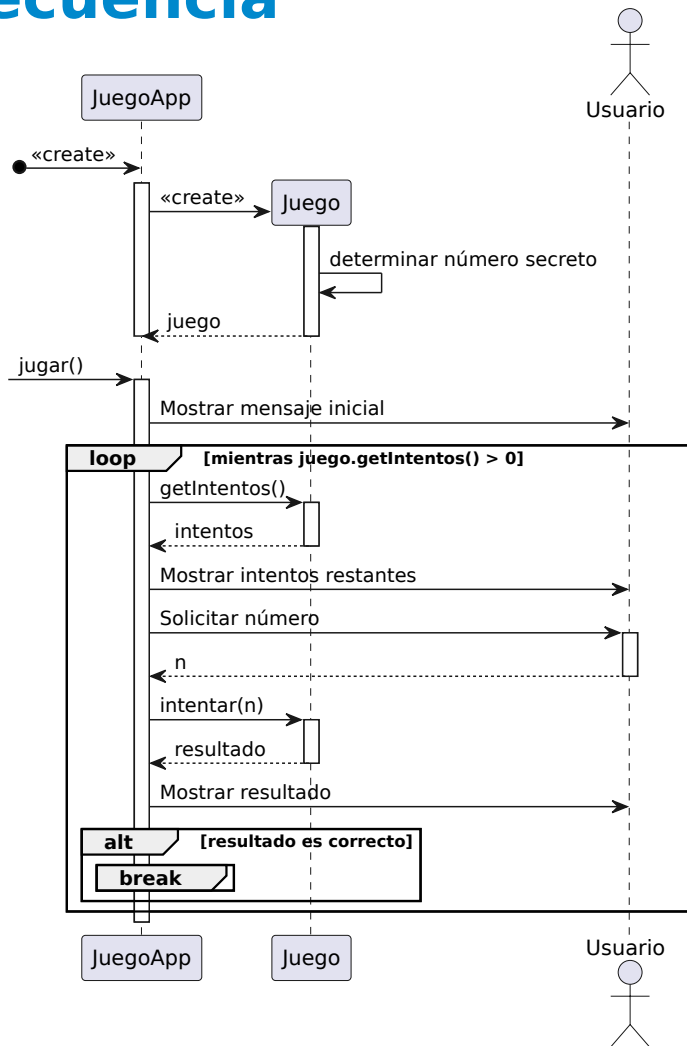 ecuencia
Usuario
JuegoApp
«create»
«create»
Juego
determinar número secreto
juego
jugar()
Mostrar mensaje inicial
loop [mientras juego.getIntentos() > 0]
getIntentos()
intentos
Mostrar intentos restantes
Solicitar número
n
intentar(n)
resultado
Mostrar resultado
alt [resultado es correcto]
break
JuegoApp Juego Usuario